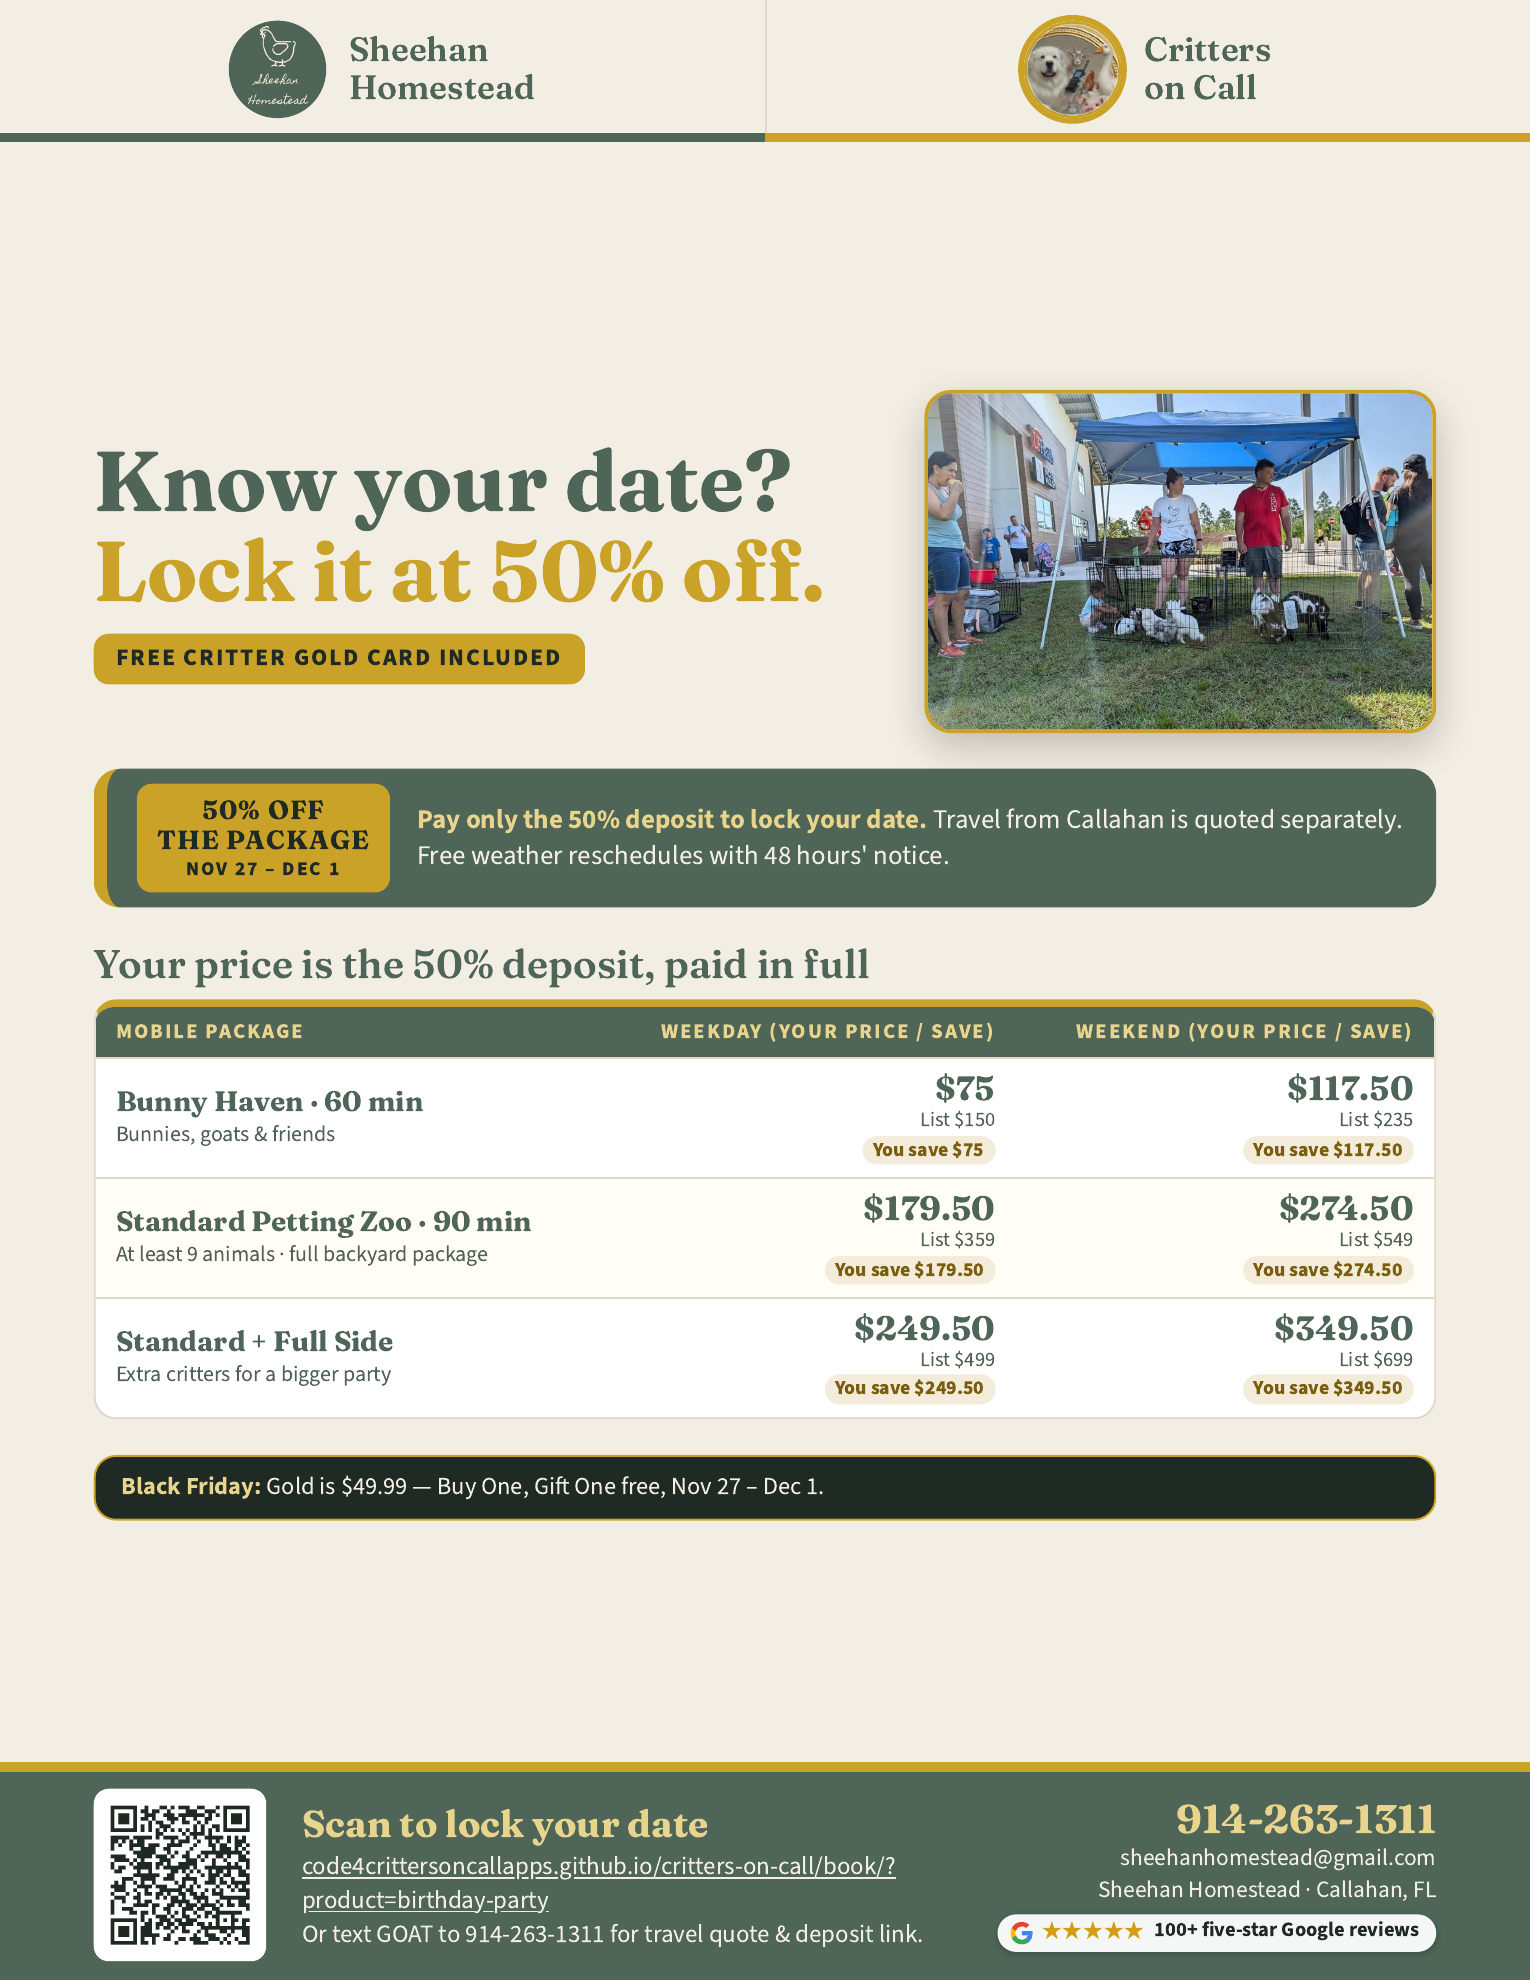 Sheehan
Homestead
Sheehan
Homestead
Critters
on Call
Know your date?
Lock it at 50% off.
FREE CRITTER GOLD CARD INCLUDED
50% OFF
THE PACKAGE
NOV 27 – DEC 1
Pay only the 50% deposit to lock your date. Travel from Callahan is quoted separately.
Free weather reschedules with 48 hours' notice.
Your price is the 50% deposit, paid in full
MOBILE PACKAGE WEEKDAY (YOUR PRICE / SAVE) WEEKEND (YOUR PRICE / SAVE)
Bunny Haven · 60 min
Bunnies, goats & friends
$75
List $150
You save $75
$117.50
List $235
You save $117.50
Standard Petting Zoo · 90 min
At least 9 animals · full backyard package
$179.50
List $359
You save $179.50
$274.50
List $549
You save $274.50
Standard + Full Side
Extra critters for a bigger party
$249.50
List $499
You save $249.50
$349.50
List $699
You save $349.50
Black Friday: Gold is $49.99 — Buy One, Gift One free, Nov 27 – Dec 1.
Scan to lock your date
code4crittersoncallapps.github.io/critters-on-call/book/?
product=birthday-party
Or text GOAT to 914-263-1311 for travel quote & deposit link.
914-263-1311
sheehanhomestead@gmail.com
Sheehan Homestead · Callahan, FL
100+ five-star Google reviews